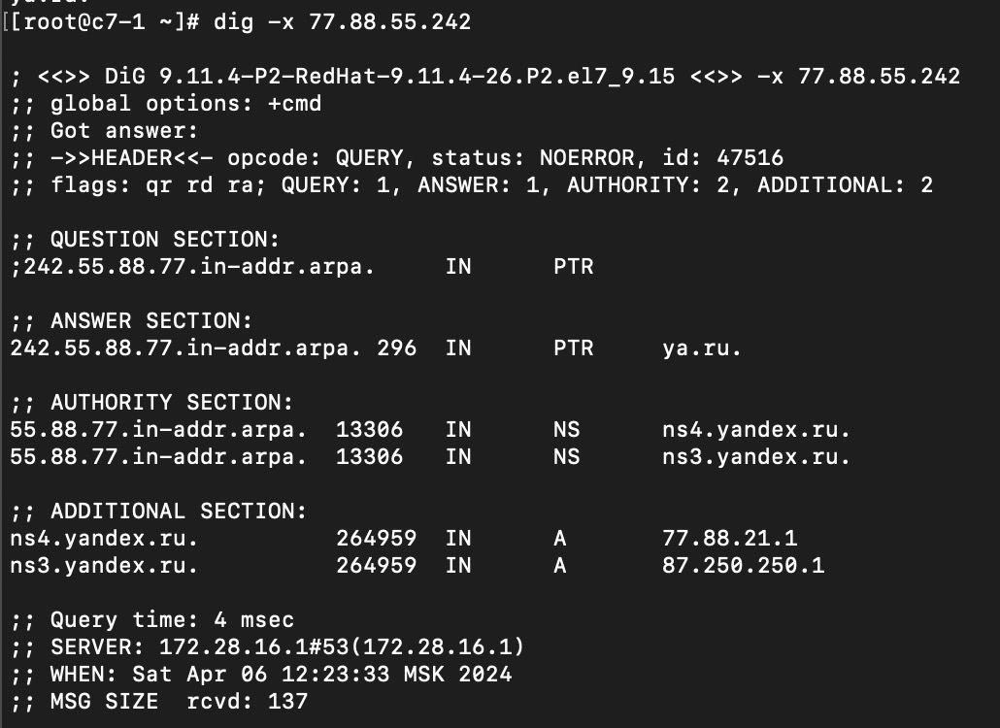 ya.ru.
[[root@c7-1 ~]# dig -x 77.88.55.242
; <<>> DiG 9.11.4-P2-RedHat-9.11.4-26.P2.el7_9.15 <<>> -x 77.88.55.242
;; global options: +cmd
;; Got answer:
;; ->>HEADER<<- opcode: QUERY, status: NOERROR, id: 47516
;; flags: qr rd ra; QUERY: 1, ANSWER: 1, AUTHORITY: 2, ADDITIONAL: 2
;; QUESTION SECTION:
;242.55.88.77.in-addr.arpa. IN PTR
;; ANSWER SECTION:
242.55.88.77.in-addr.arpa. 296 IN PTR ya.ru.
;; AUTHORITY SECTION:
55.88.77.in-addr.arpa. 13306 IN NS ns4.yandex.ru.
55.88.77.in-addr.arpa. 13306 IN NS ns3.yandex.ru.
;; ADDITIONAL SECTION:
ns4.yandex.ru. 264959 IN A 77.88.21.1
ns3.yandex.ru. 264959 IN A 87.250.250.1
;; Query time: 4 msec
;; SERVER: 172.28.16.1#53(172.28.16.1)
;; WHEN: Sat Apr 06 12:23:33 MSK 2024
;; MSG SIZE rcvd: 137